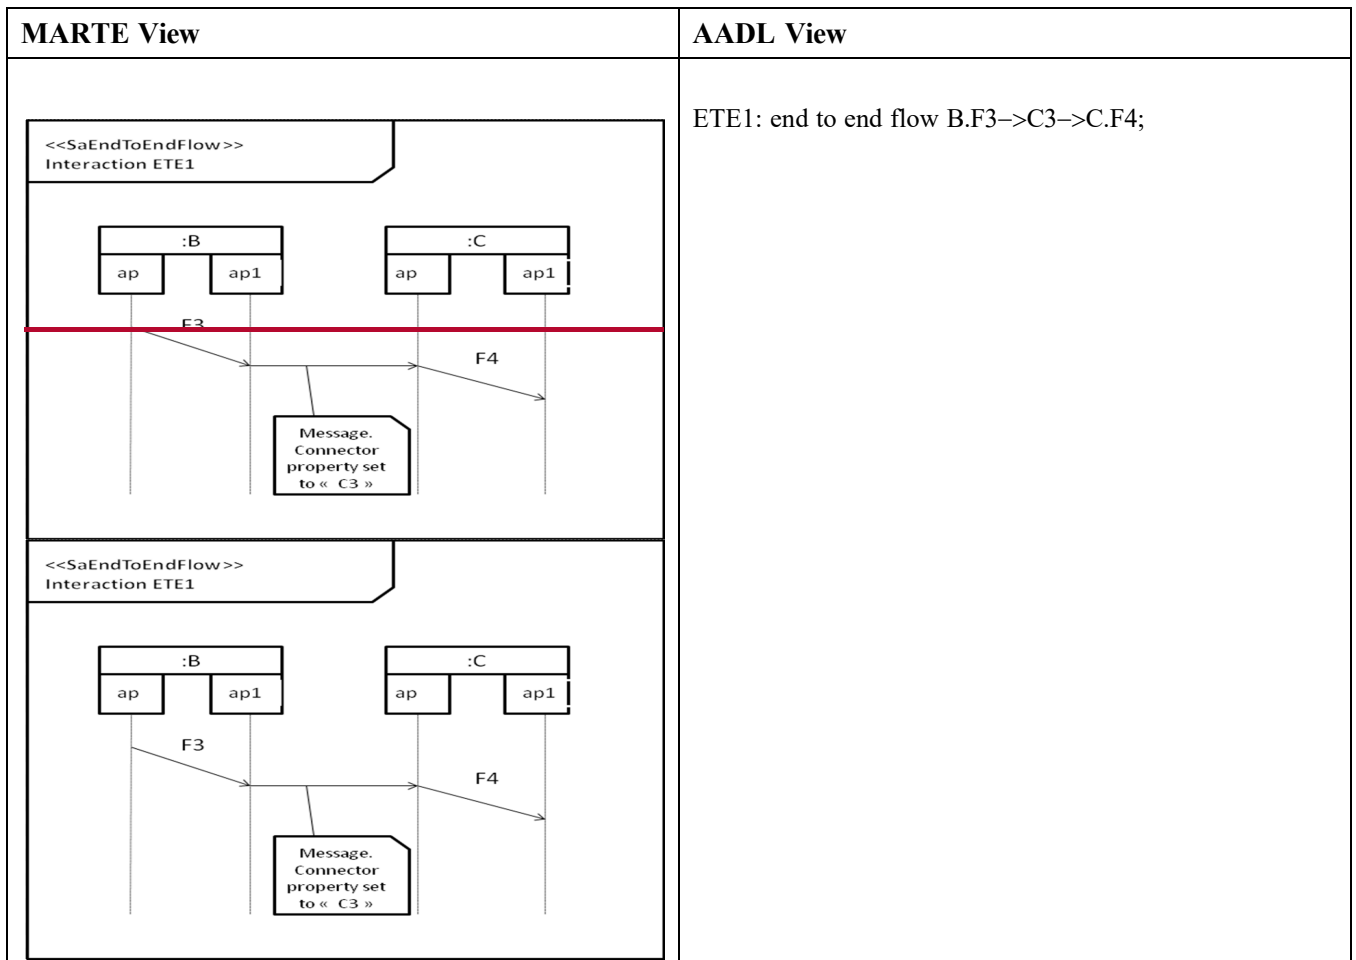 MARTE View
AADL View
ETE1: end to end flow B.F3–>C3–>C.F4;
<<SaEndToEndFlow>>
Interaction ETE1
:B
:C
ap
ap1
ap
ap1
F3
F4
Message.
Connector
property set
to « C3 »
<<SaEndToEndFlow>>
Interaction ETE1
:B
:C
ap
ap1
ap
ap1
F3
F4
Message.
Connector
property set
to « C3 »